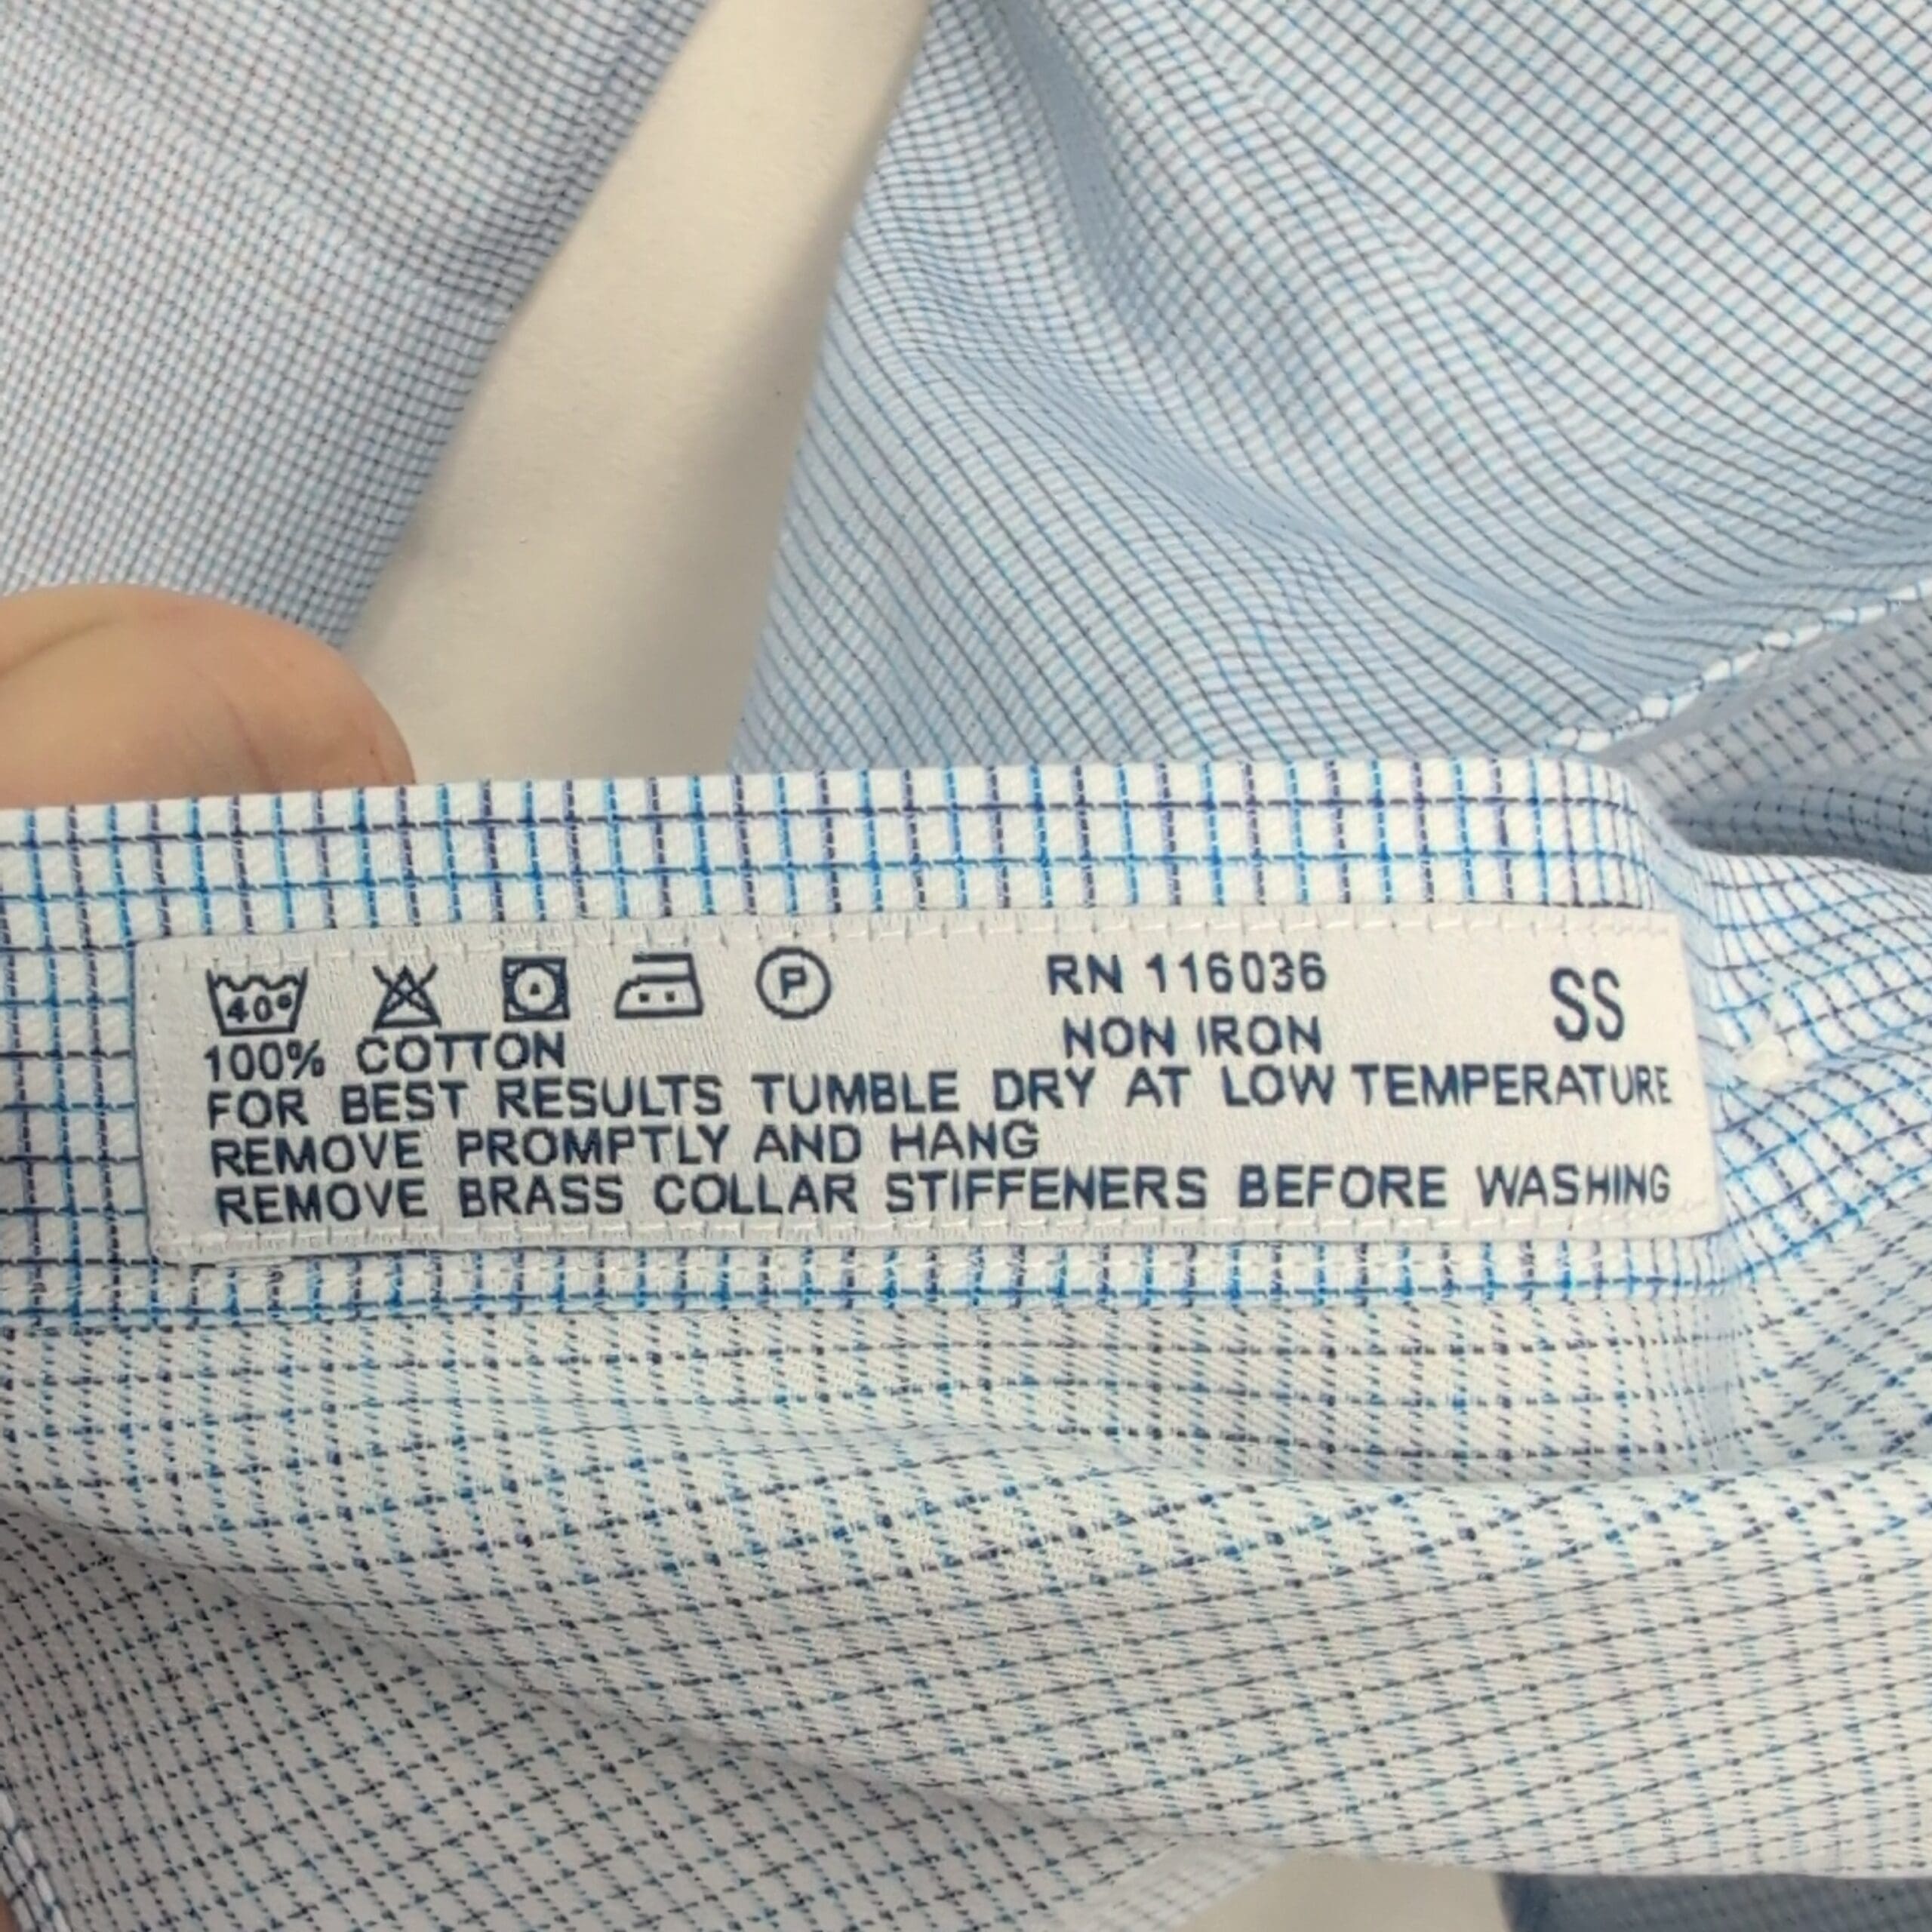 40° P RN 116036 SS
100% COTTON NON IRON
FOR BEST RESULTS TUMBLE DRY AT LOW TEMPERATURE
REMOVE PROMPTLY AND HANG
REMOVE BRASS COLLAR STIFFENERS BEFORE WASHING